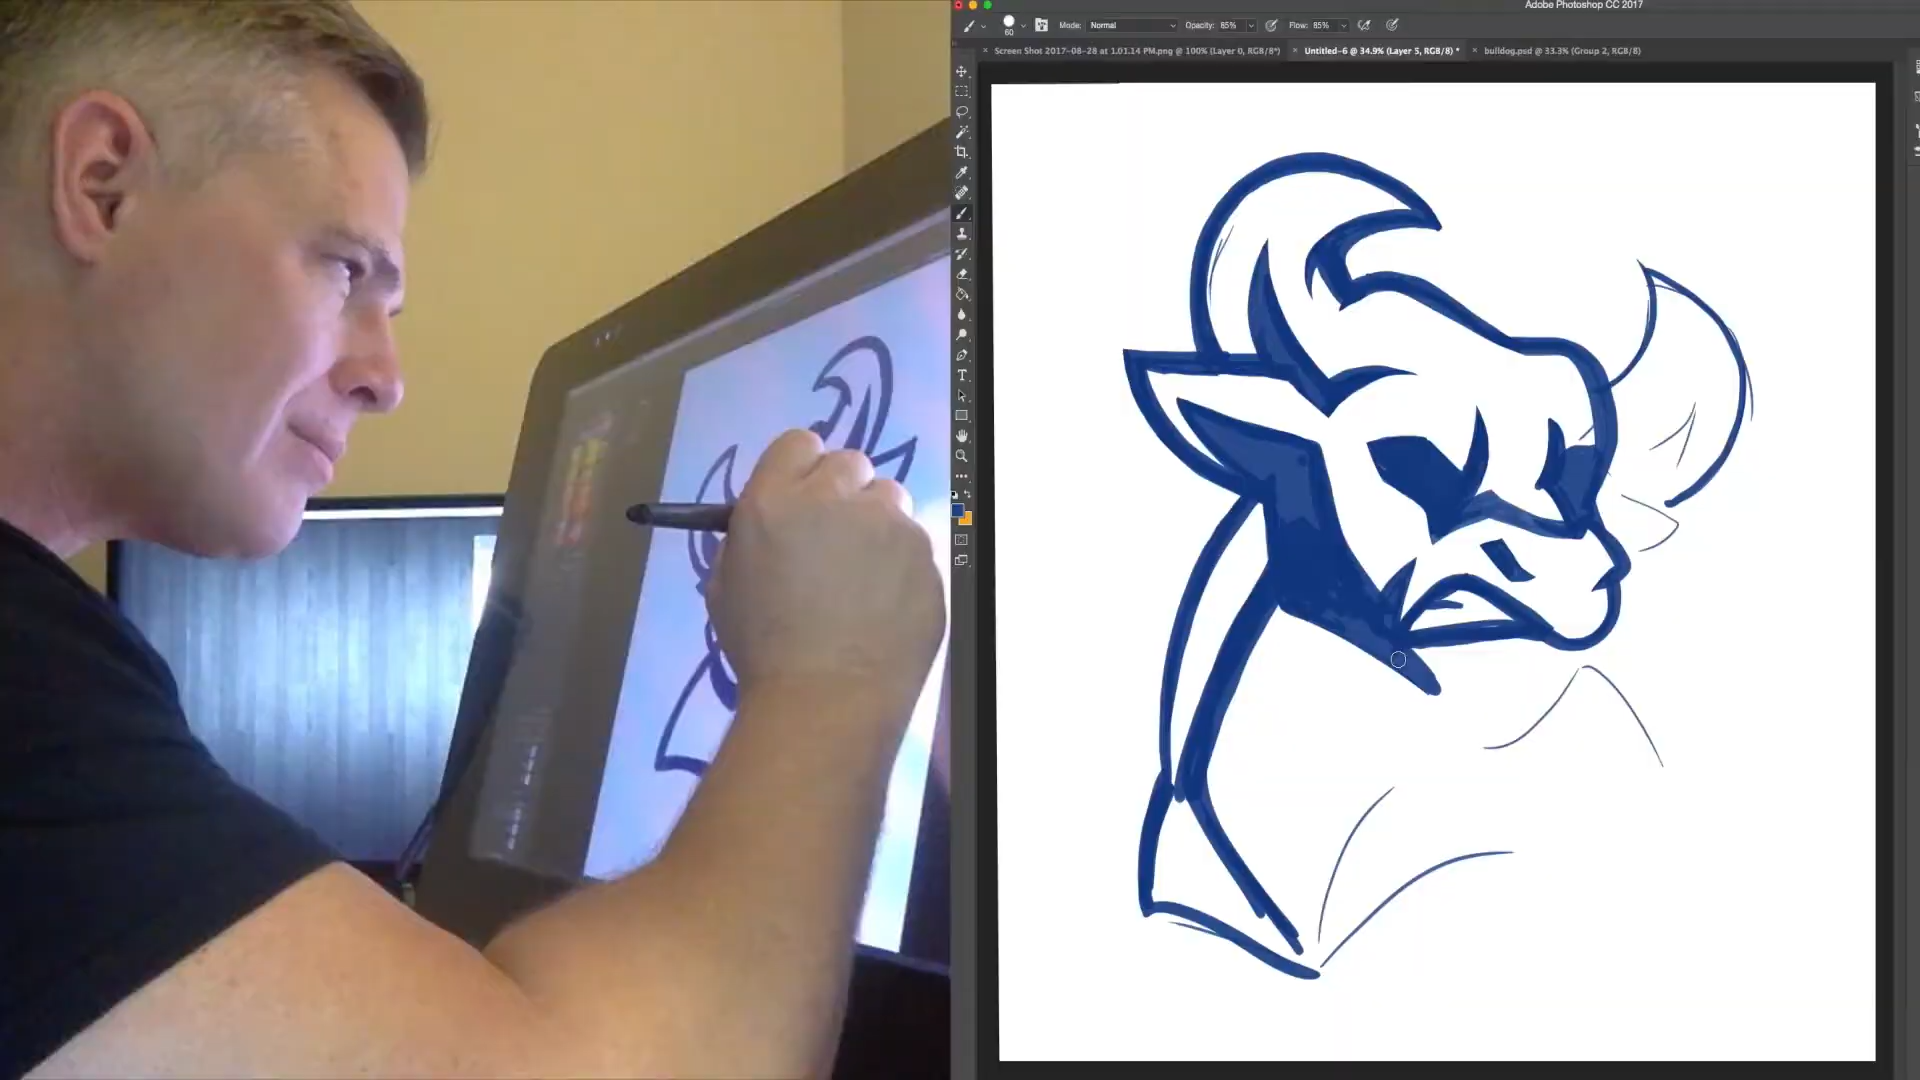 Adobe Photoshop CC 2017
60 Mode: Normal Opacity: 85% Flow: 85%
Screen Shot 2017-08-28 at 1.01.14 PM.png @ 100% (Layer 0, RGB/8*) Untitled-6 @ 34.9% (Layer 5, RGB/8) * bulldog.psd @ 33.3% (Group 2, RGB/8)